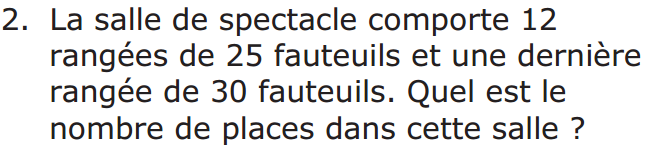 2. La salle de spectacle comporte 12
rangées de 25 fauteuils et une dernière
rangée de 30 fauteuils. Quel est le
nombre de places dans cette salle ?